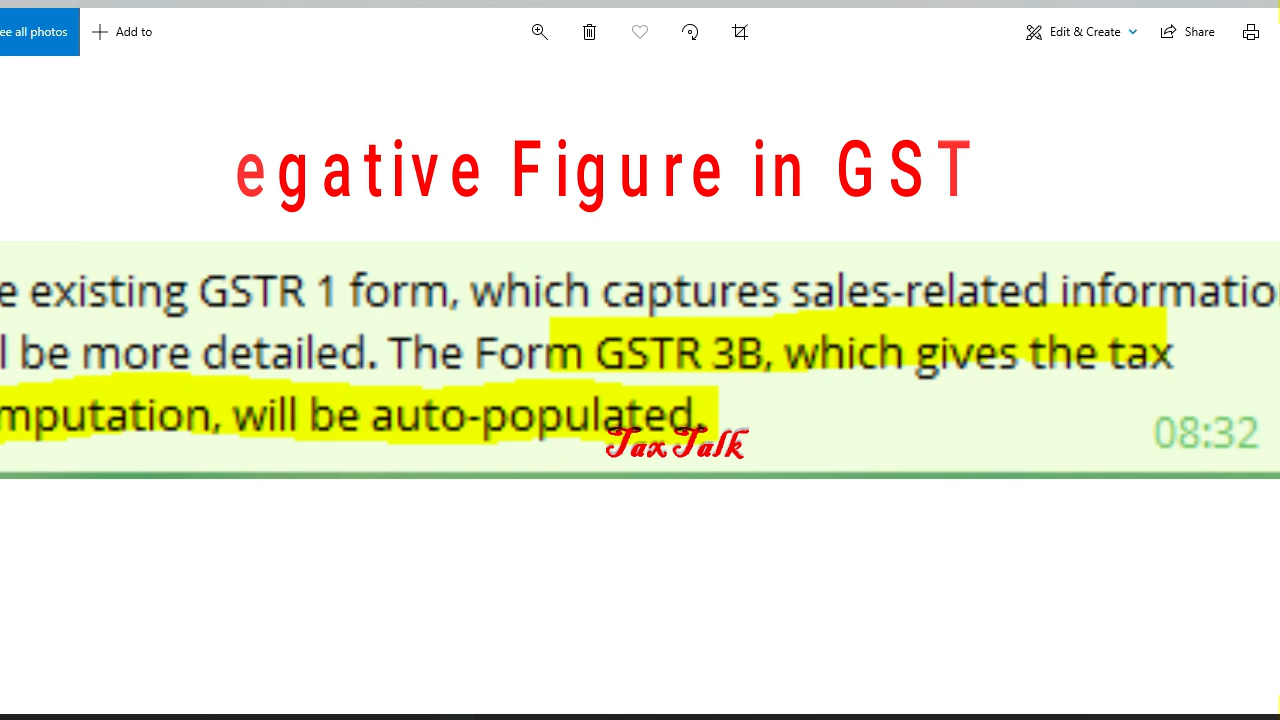 ee all photos
Add to
Edit & Create
Share
egative Figure in GST
e existing GSTR 1 form, which captures sales-related informatio
l be more detailed. The Form GSTR 3B, which gives the tax
mputation, will be auto-populated.
TaxTalk
08:32